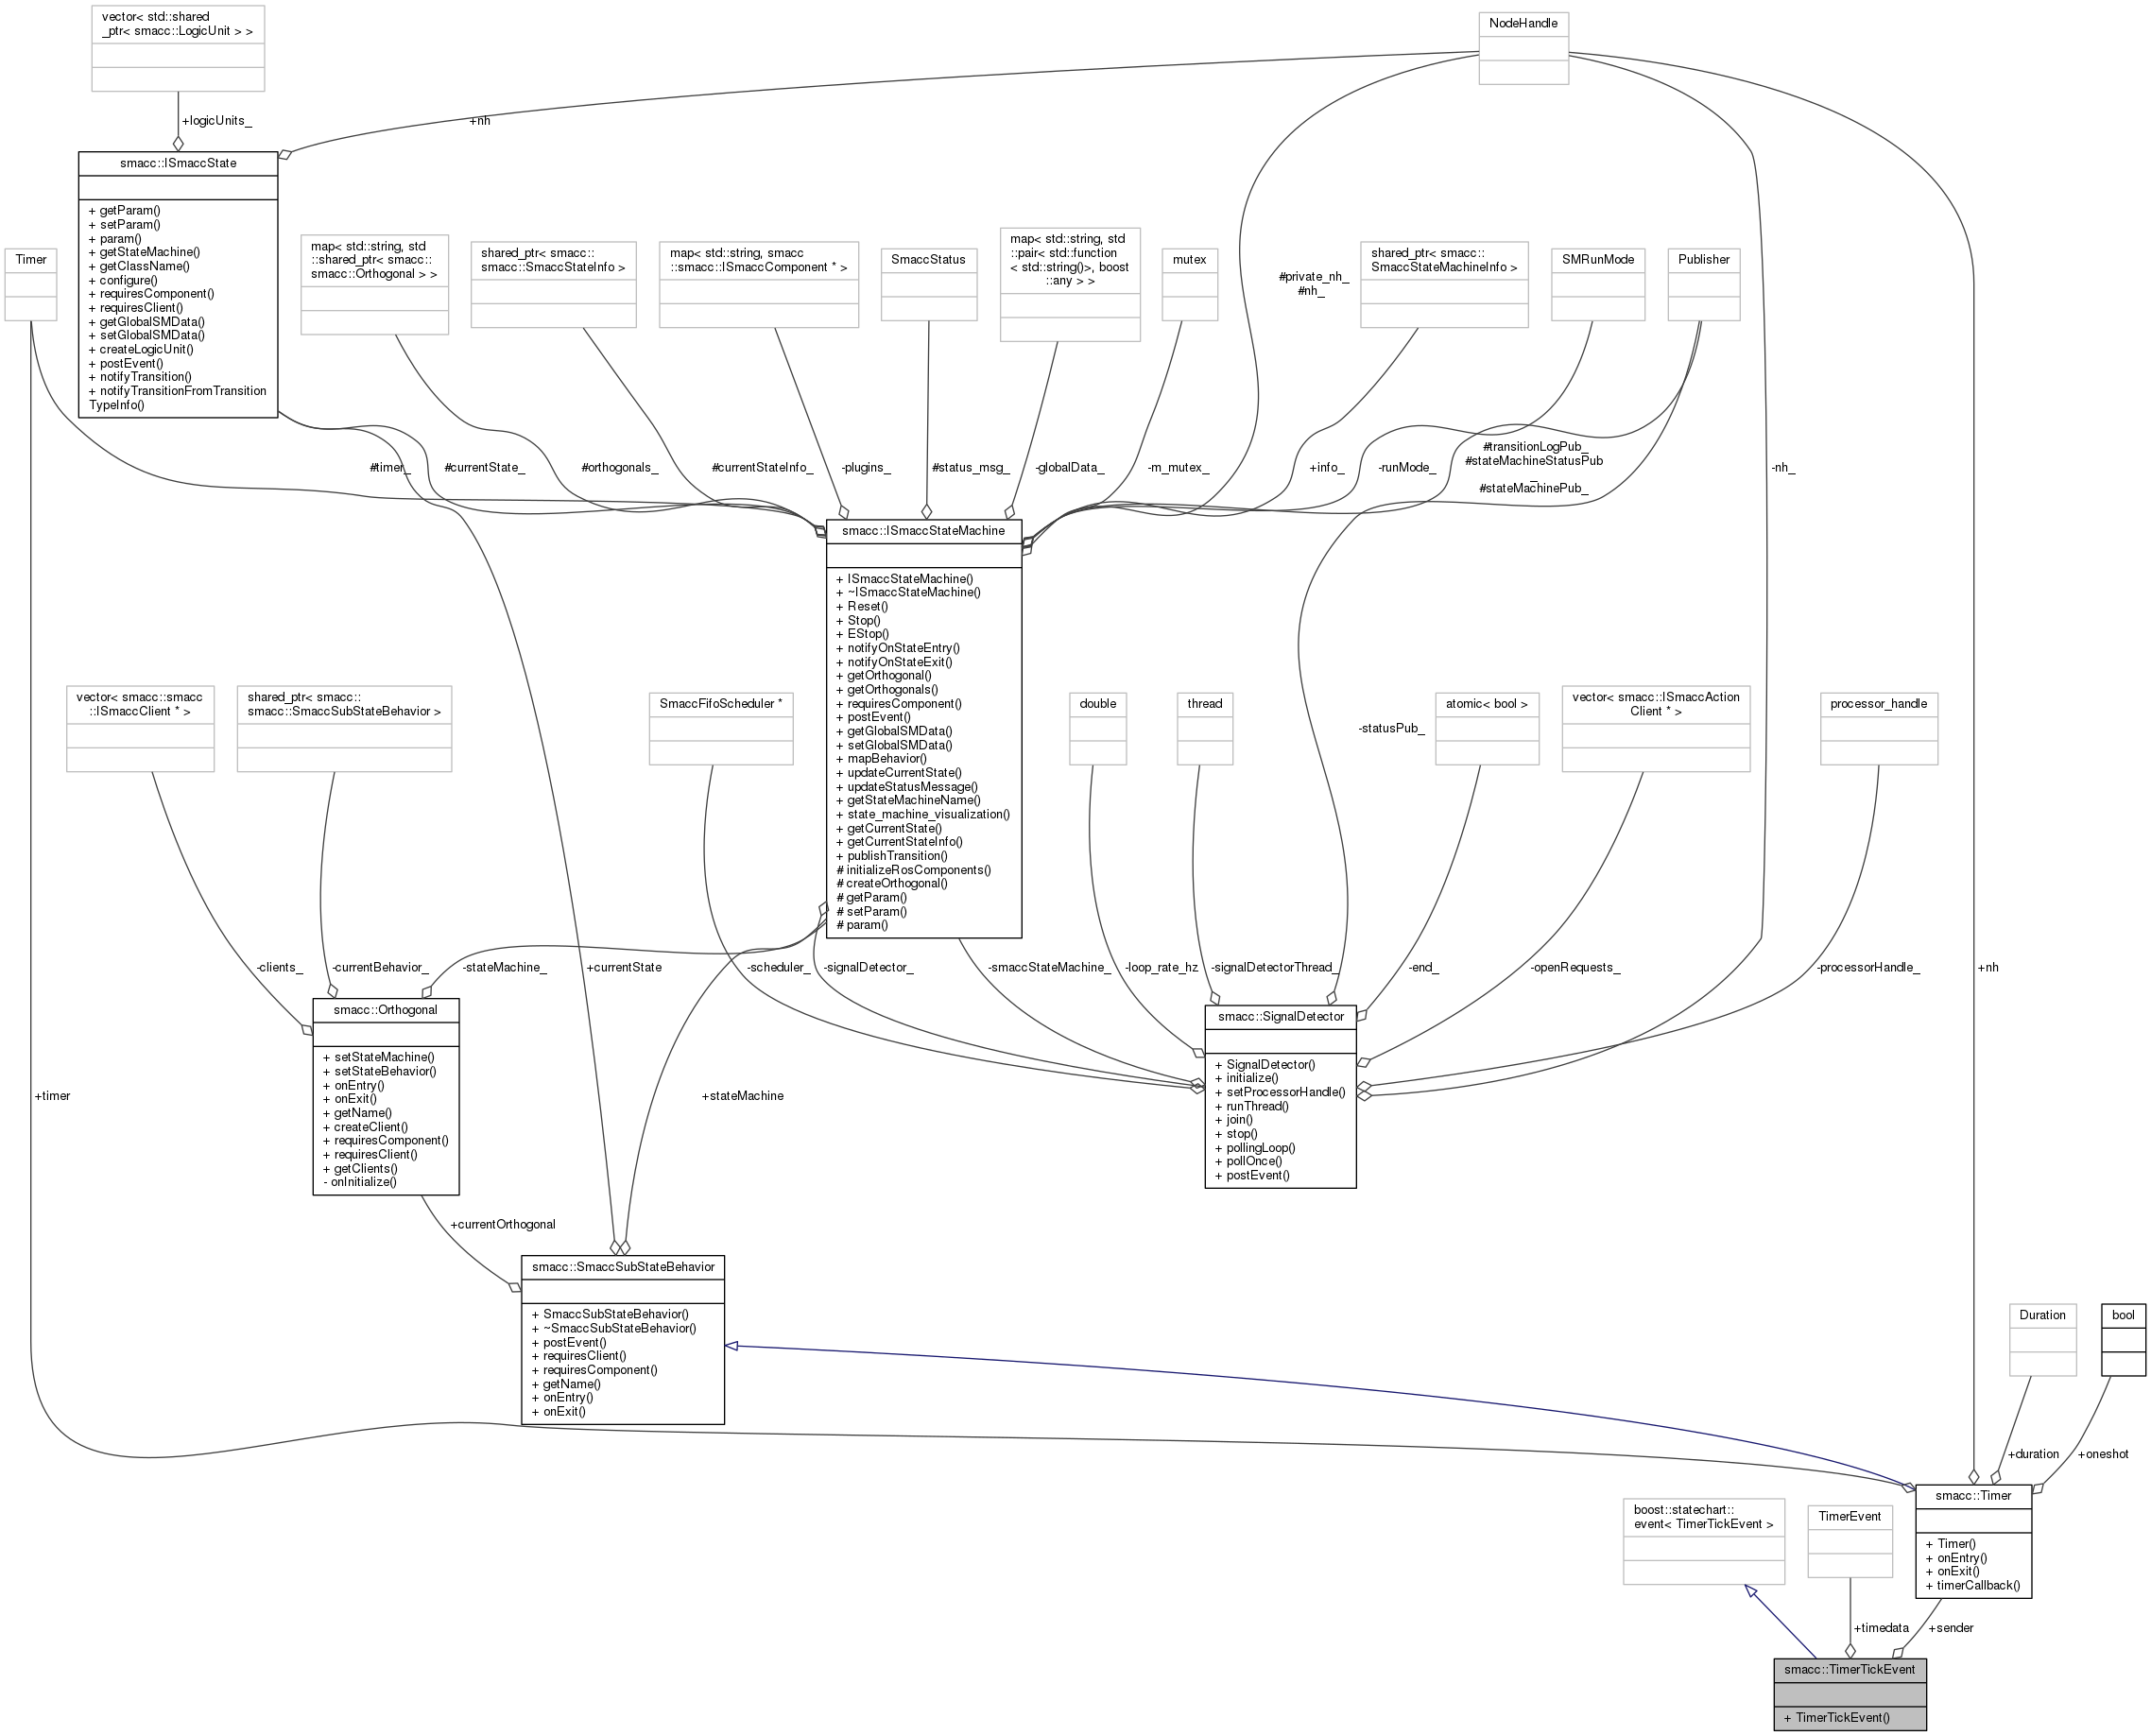 vector< std::shared
_ptr< smacc::LogicUnit > >
NodeHandle
+logicUnits_
+nh
smacc::ISmaccState
+ getParam()
+ setParam()
+ param()
+ getStateMachine()
+ getClassName()
+ configure()
+ requiresComponent()
+ requiresClient()
+ getGlobalSMData()
+ setGlobalSMData()
+ createLogicUnit()
+ postEvent()
+ notifyTransition()
+ notifyTransitionFromTransition
TypeInfo()
Timer
map< std::string, std
::shared_ptr< smacc::
smacc::Orthogonal > >
shared_ptr< smacc::
smacc::SmaccStateInfo >
map< std::string, smacc
::smacc::ISmaccComponent * >
SmaccStatus
map< std::string, std
::pair< std::function
< std::string()>, boost
::any > >
mutex
#private_nh_
#nh_
shared_ptr< smacc::
SmaccStateMachineInfo >
SMRunMode
Publisher
#timer_
#currentState_
#orthogonals_
#currentStateInfo_
-plugins_
#status_msg_
-globalData_
-m_mutex_
+info_
-runMode_
#transitionLogPub_
#stateMachineStatusPub
_
#stateMachinePub_
-nh_
smacc::ISmaccStateMachine
+ ISmaccStateMachine()
+ ~ISmaccStateMachine()
+ Reset()
+ Stop()
+ EStop()
+ notifyOnStateEntry()
+ notifyOnStateExit()
+ getOrthogonal()
+ getOrthogonals()
+ requiresComponent()
+ postEvent()
+ getGlobalSMData()
+ setGlobalSMData()
+ mapBehavior()
+ updateCurrentState()
+ updateStatusMessage()
+ getStateMachineName()
+ state_machine_visualization()
+ getCurrentState()
+ getCurrentStateInfo()
+ publishTransition()
# initializeRosComponents()
# createOrthogonal()
# getParam()
# setParam()
# param()
vector< smacc::smacc
::ISmaccClient * >
shared_ptr< smacc::
smacc::SmaccSubStateBehavior >
SmaccFifoScheduler *
double
thread
-statusPub_
atomic< bool >
vector< smacc::ISmaccAction
Client * >
processor_handle
-clients_
-currentBehavior_
-stateMachine_
+currentState
-scheduler_
-signalDetector_
-smaccStateMachine_
-loop_rate_hz
-signalDetectorThread_
-end_
-openRequests_
-processorHandle_
+nh
smacc::Orthogonal
+ setStateMachine()
+ setStateBehavior()
+ onEntry()
+ onExit()
+ getName()
+ createClient()
+ requiresComponent()
+ requiresClient()
+ getClients()
- onInitialize()
smacc::SignalDetector
+ SignalDetector()
+ initialize()
+ setProcessorHandle()
+ runThread()
+ join()
+ stop()
+ pollingLoop()
+ pollOnce()
+ postEvent()
+timer
+stateMachine
+currentOrthogonal
smacc::SmaccSubStateBehavior
+ SmaccSubStateBehavior()
+ ~SmaccSubStateBehavior()
+ postEvent()
+ requiresClient()
+ requiresComponent()
+ getName()
+ onEntry()
+ onExit()
Duration
bool
+duration
+oneshot
smacc::Timer
+ Timer()
+ onEntry()
+ onExit()
+ timerCallback()
boost::statechart::
event< TimerTickEvent >
TimerEvent
+timedata
+sender
smacc::TimerTickEvent
+ TimerTickEvent()